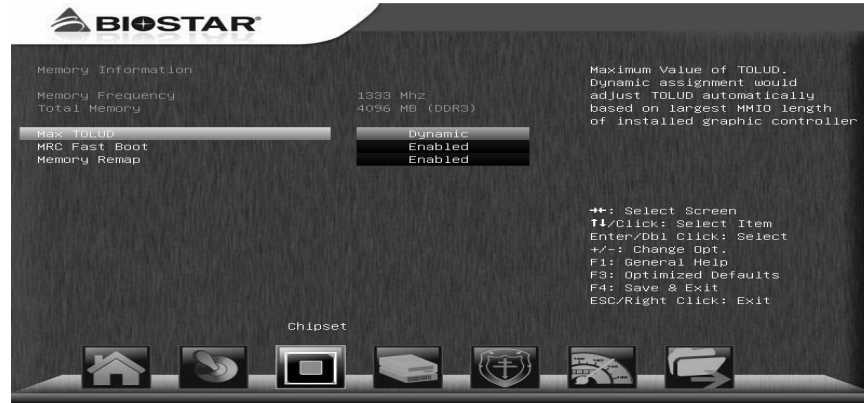 BIOSTAR
Memory Information
Memory Frequency 1333 Mhz
Total Memory 4096 MB (DDR3)
Max TOLUD Dynamic
MRC Fast Boot Enabled
Memory Remap Enabled
Maximum Value of TOLUD.
Dynamic assignment would
adjust TOLUD automatically
based on largest MMIO length
of installed graphic controller
→←: Select Screen
↑↓/Click: Select Item
Enter/Dbl Click: Select
+/-: Change Opt.
F1: General Help
F3: Optimized Defaults
F4: Save & Exit
ESC/Right Click: Exit
Chipset